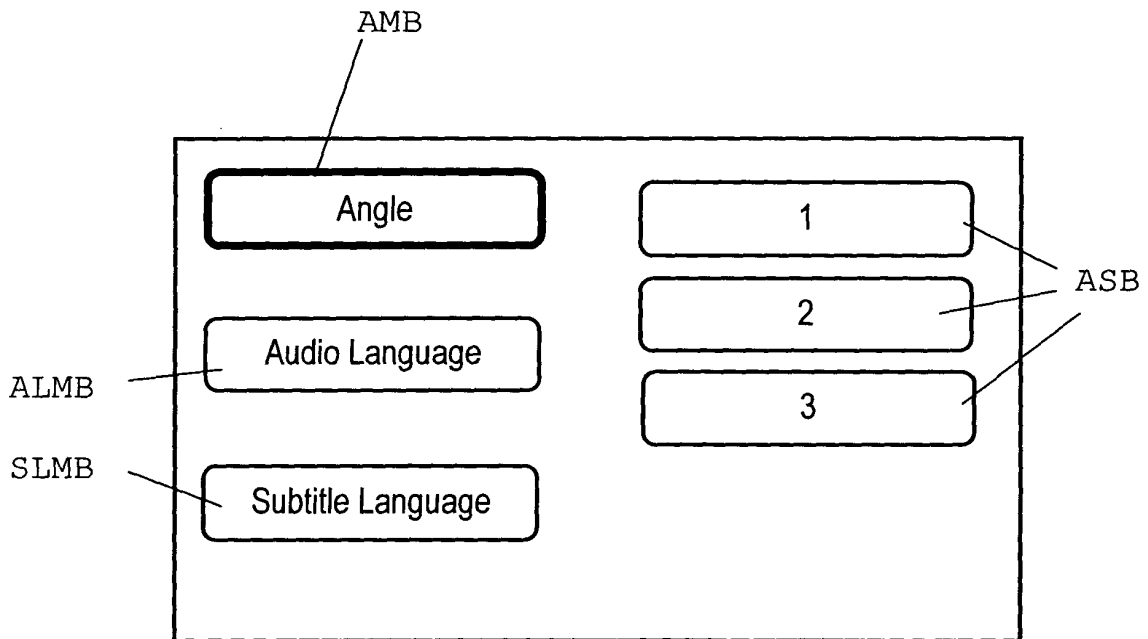 AMB
Angle
1
ASB
2
Audio Language
ALMB
3
SLMB
Subtitle Language